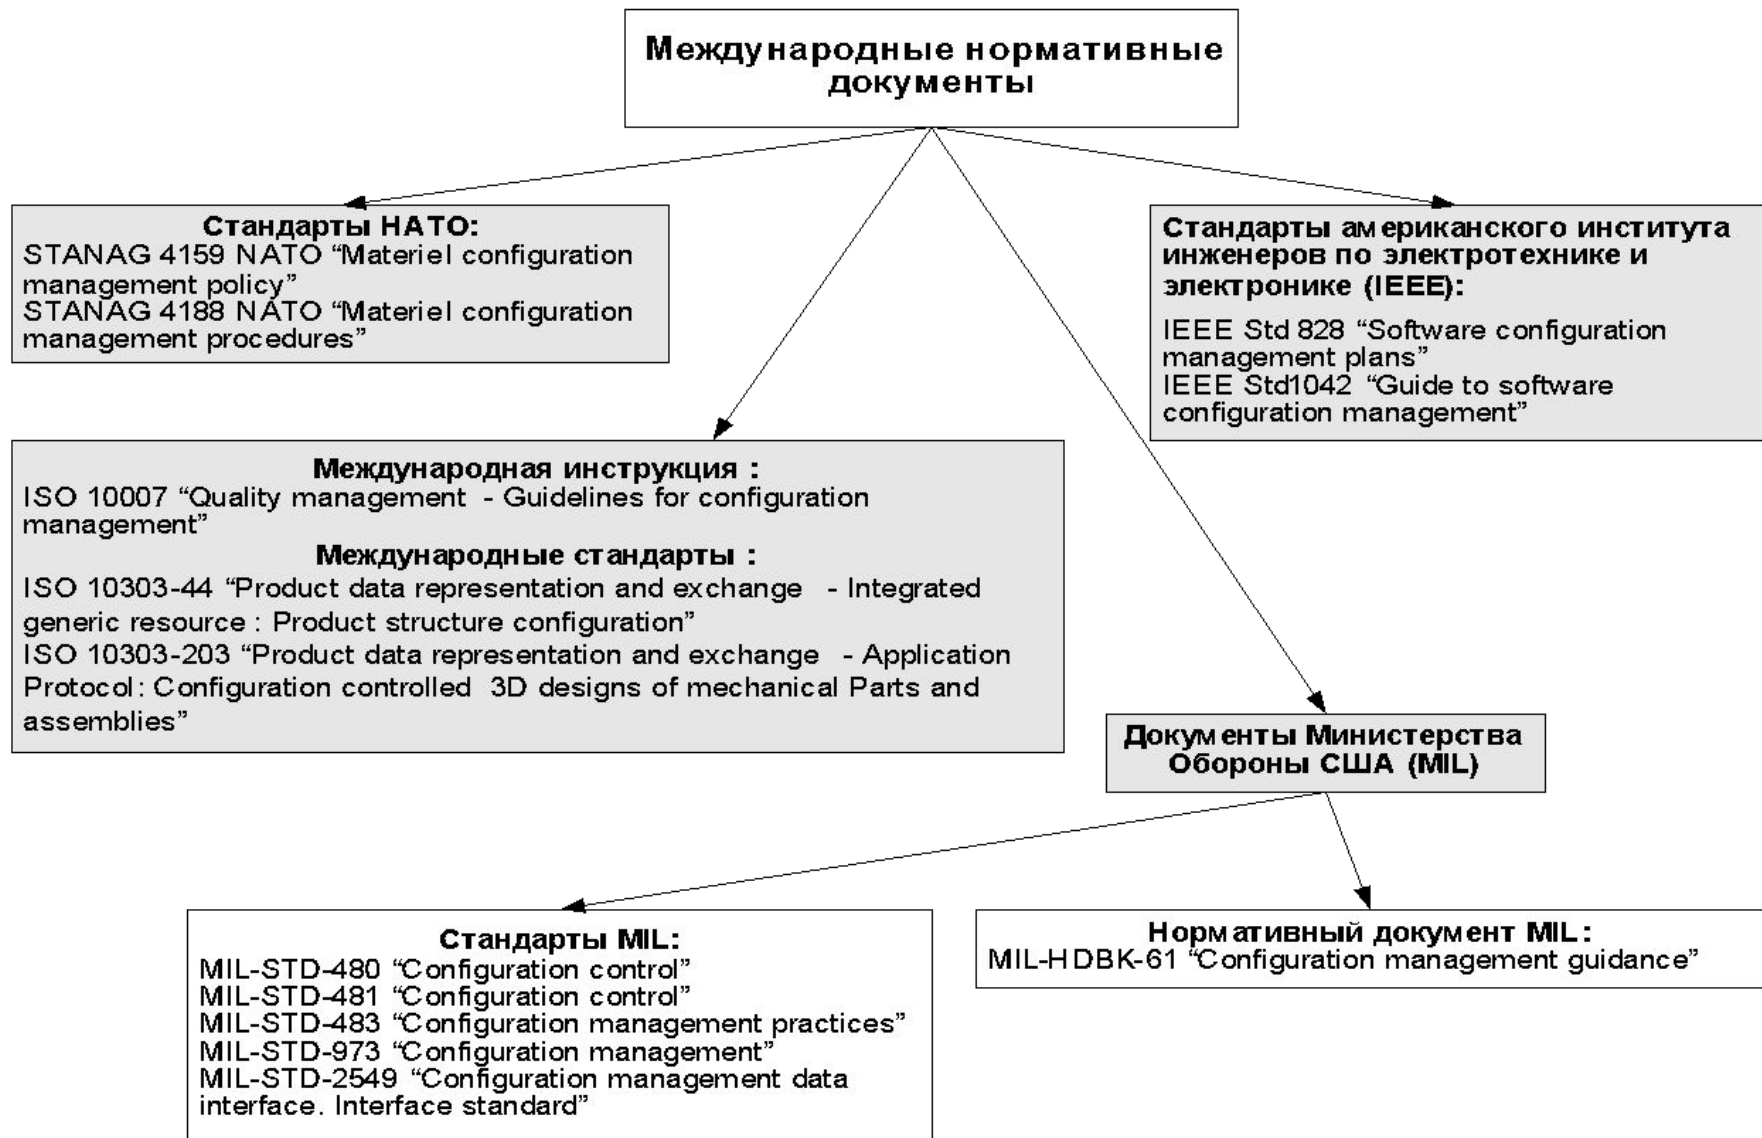 Международные нормативные
документы
Стандарты НАТО:
STANAG 4159 NATO “Materiel configuration
management policy”
STANAG 4188 NATO “Materiel configuration
management procedures”
Стандарты американского института
инженеров по электротехнике и
электронике (IEEE):
IEEE Std 828 “Software configuration
management plans”
IEEE Std1042 “Guide to software
configuration management”
Международная инструкция :
ISO 10007 “Quality management - Guidelines for configuration
management”
Международные стандарты :
ISO 10303-44 “Product data representation and exchange - Integrated
generic resource : Product structure configuration”
ISO 10303-203 “Product data representation and exchange - Application
Protocol: Configuration controlled 3D designs of mechanical Parts and
assemblies”
Документы Министерства
Обороны США (MIL)
Стандарты MIL:
MIL-STD-480 “Configuration control”
MIL-STD-481 “Configuration control”
MIL-STD-483 “Configuration management practices”
MIL-STD-973 “Configuration management”
MIL-STD-2549 “Configuration management data
interface. Interface standard”
Нормативный документ MIL:
MIL-HDBK-61 “Configuration management guidance”